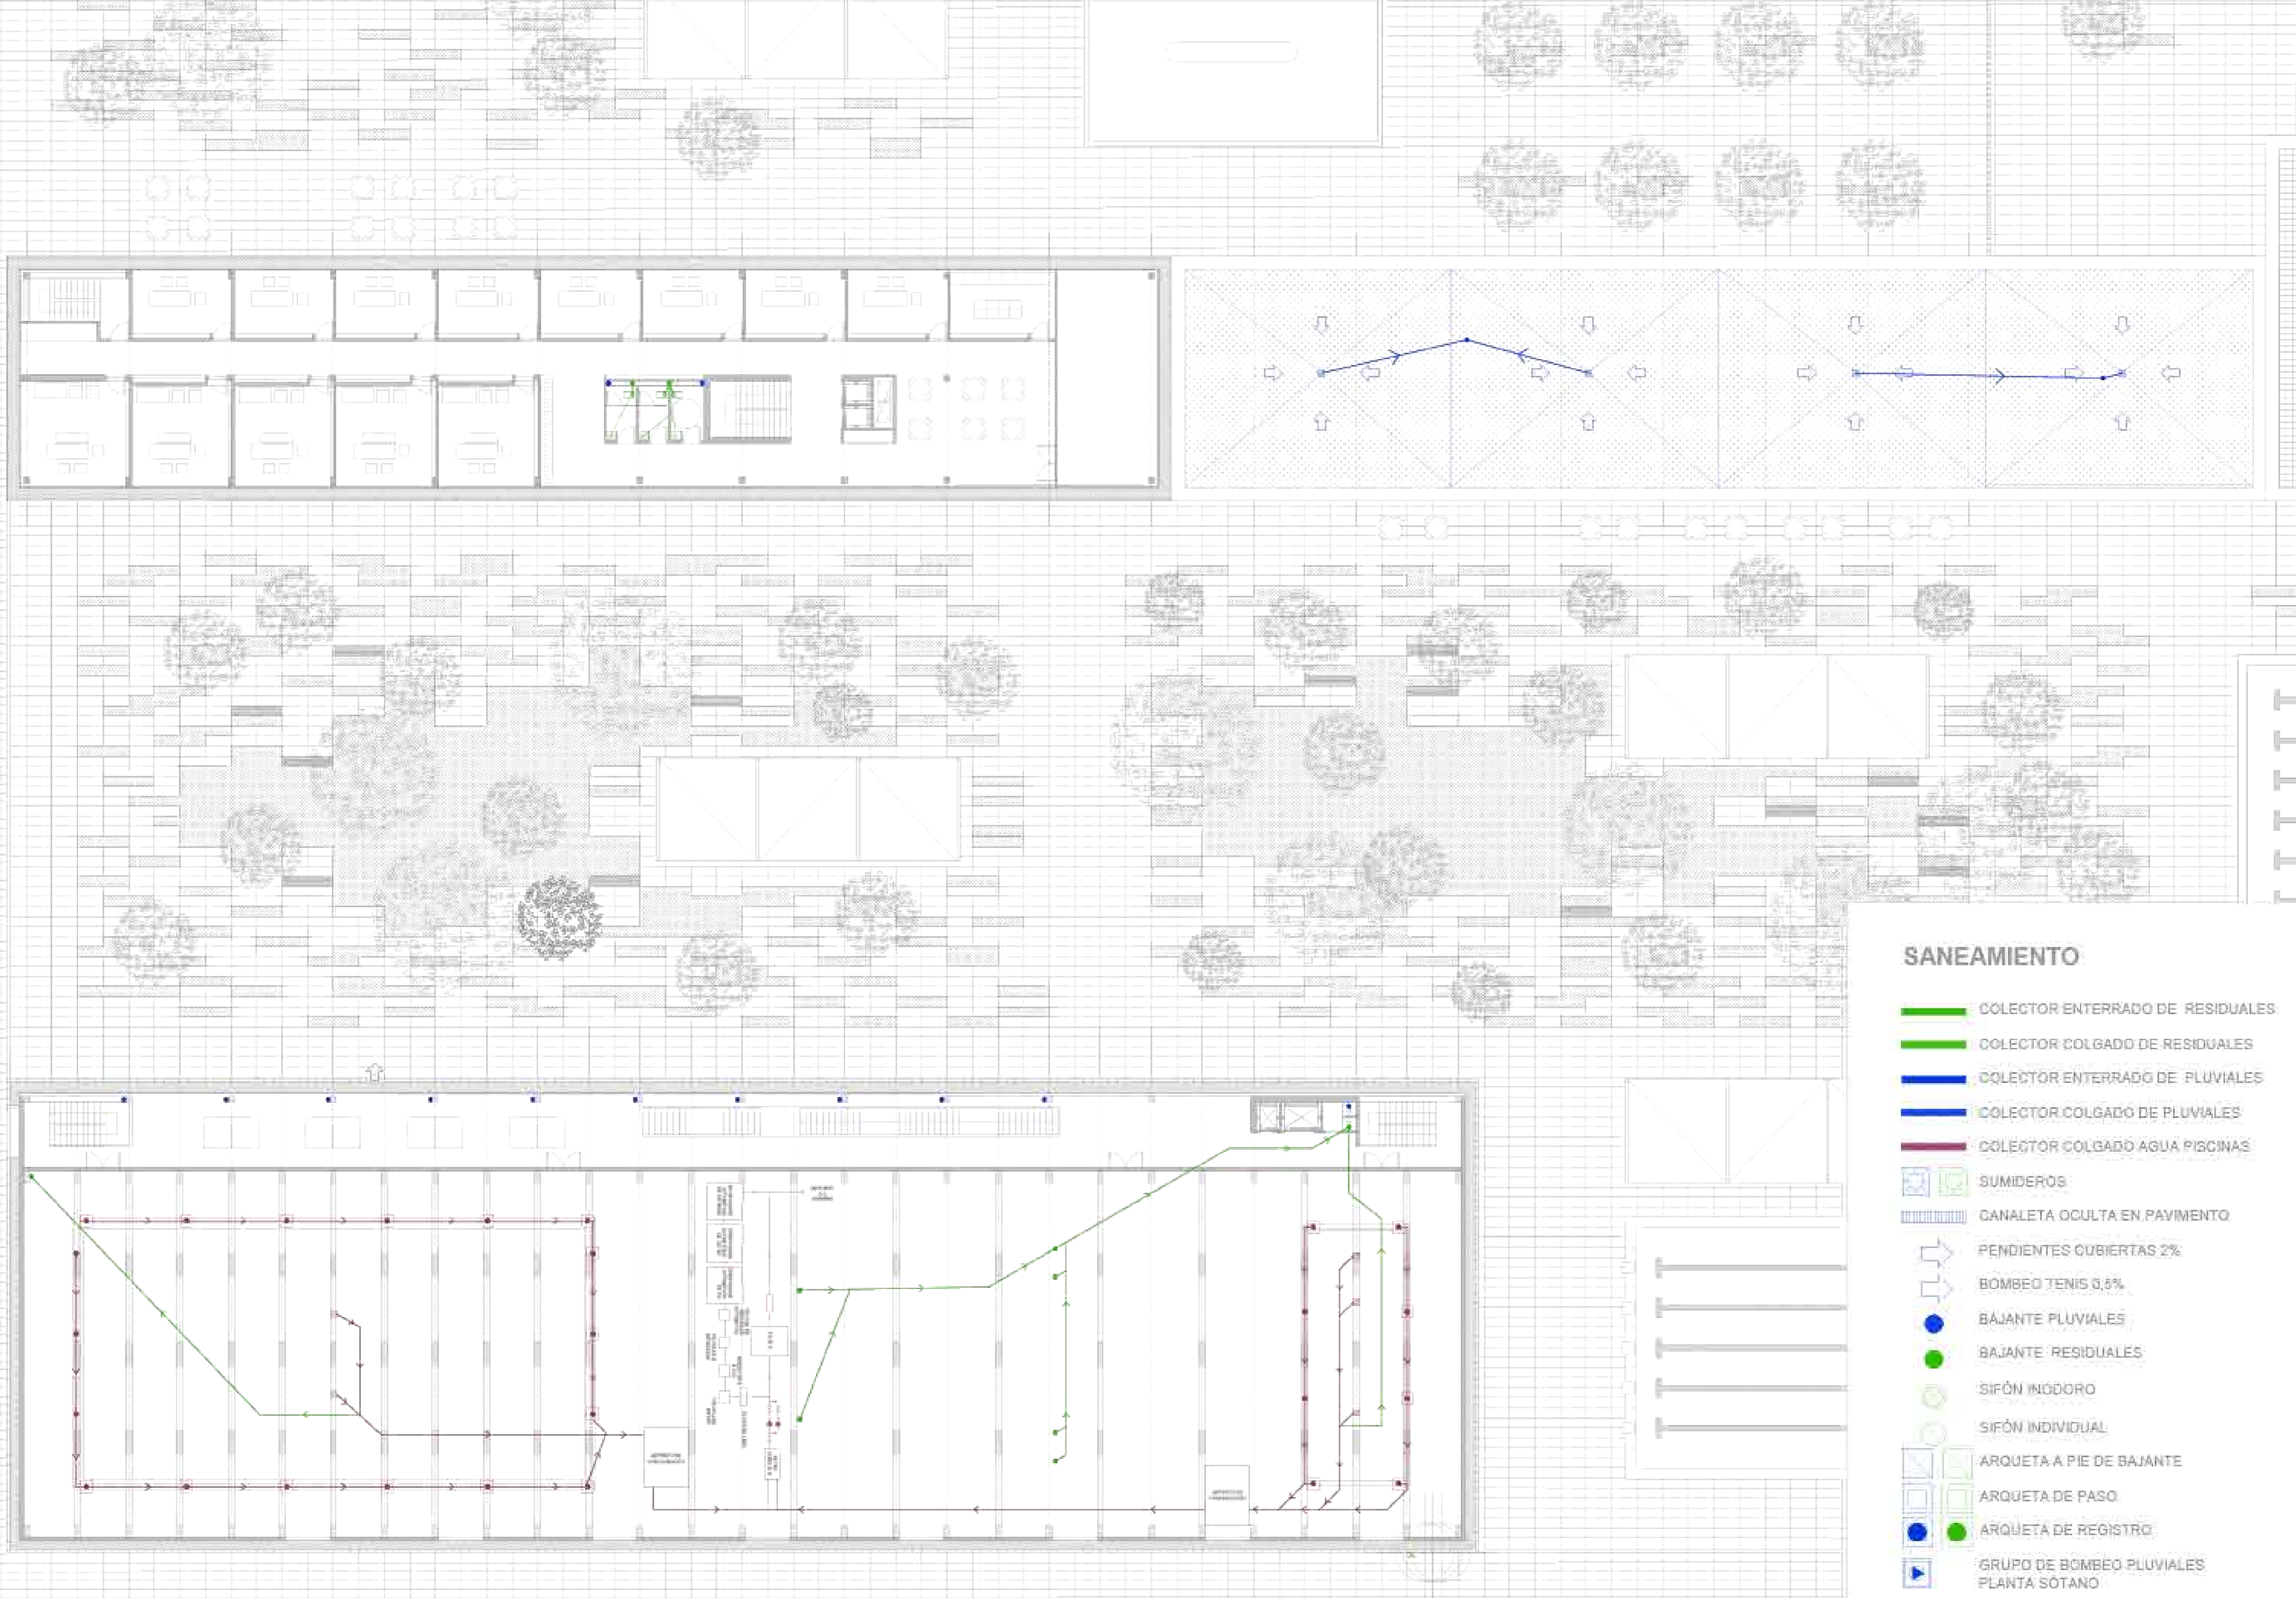 SANEAMIENTO
COLECTOR ENTERRADO DE RESIDUALES
COLECTOR COLGADO DE RESIDUALES
COLECTOR ENTERRADO DE PLUVIALES
COLECTOR COLGADO DE PLUVIALES
COLECTOR COLGADO AGUA PISCINAS
SUMIDEROS
CANALETA OCULTA EN PAVIMENTO
PENDIENTES CUBIERTAS 2%
BOMBEO TENIS 0,5%
BAJANTE PLUVIALES
BAJANTE RESIDUALES
SIFÓN INODORO
SIFÓN INDIVIDUAL
ARQUETA A PIE DE BAJANTE
ARQUETA DE PASO
ARQUETA DE REGISTRO
GRUPO DE BOMBEO PLUVIALES
PLANTA SÓTANO